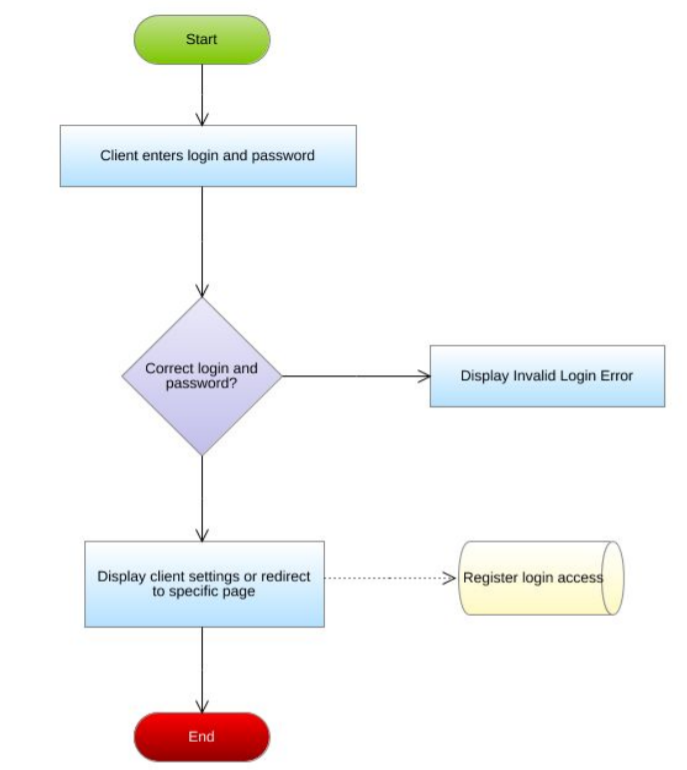 Start
Client enters login and password
Correct login and
password?
Display Invalid Login Error
Display client settings or redirect
to specific page
Register login access
End